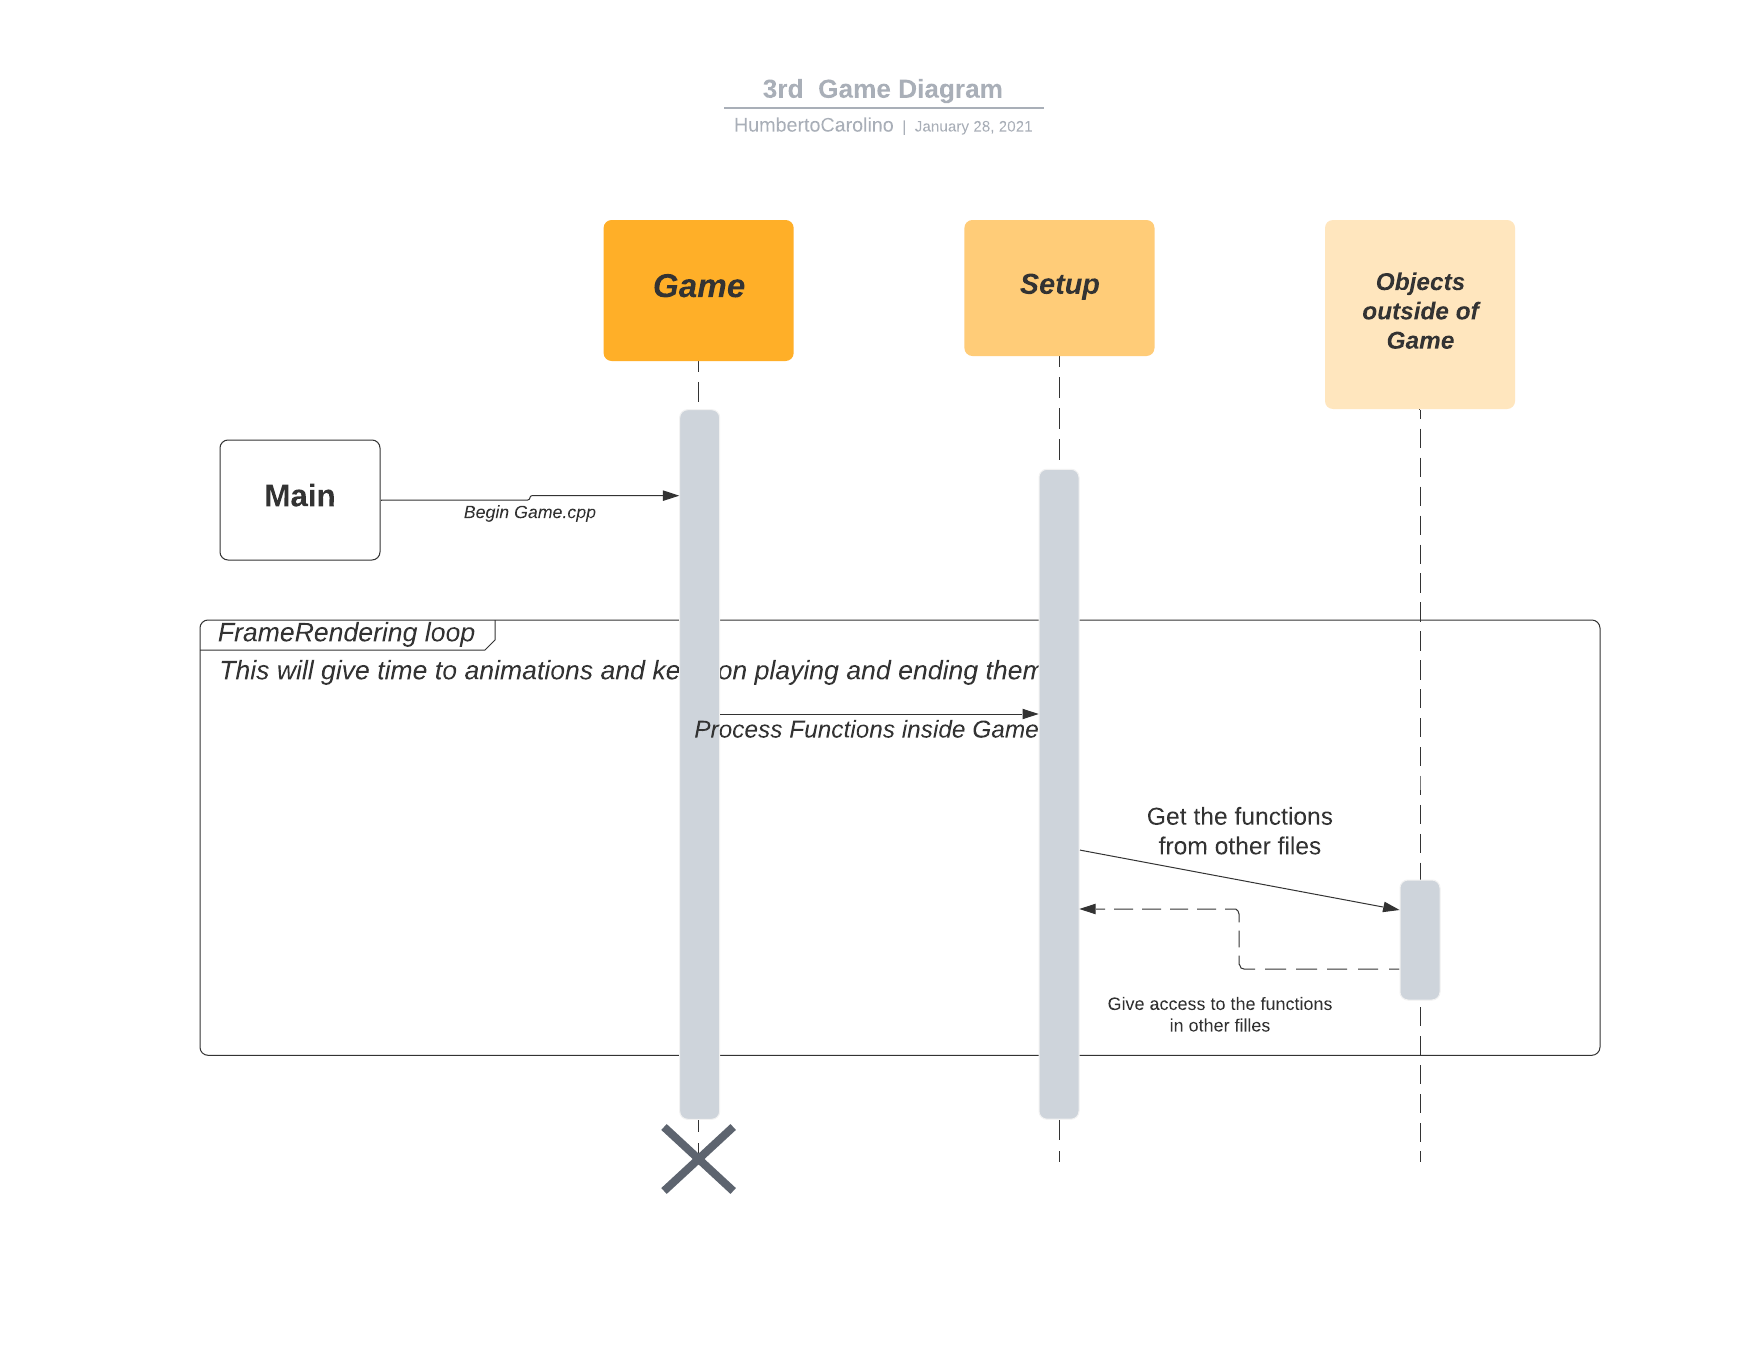 3rd  Game Diagram
HumbertoCarolino | January 28, 2021
Game
Setup
Objects
outside of
Game
Main
Begin Game.cpp
FrameRendering loop
This will give time to animations and ke on playing and ending them
Process Functions inside Game
Get the functions
from other files
Give access to the functions
in other filles